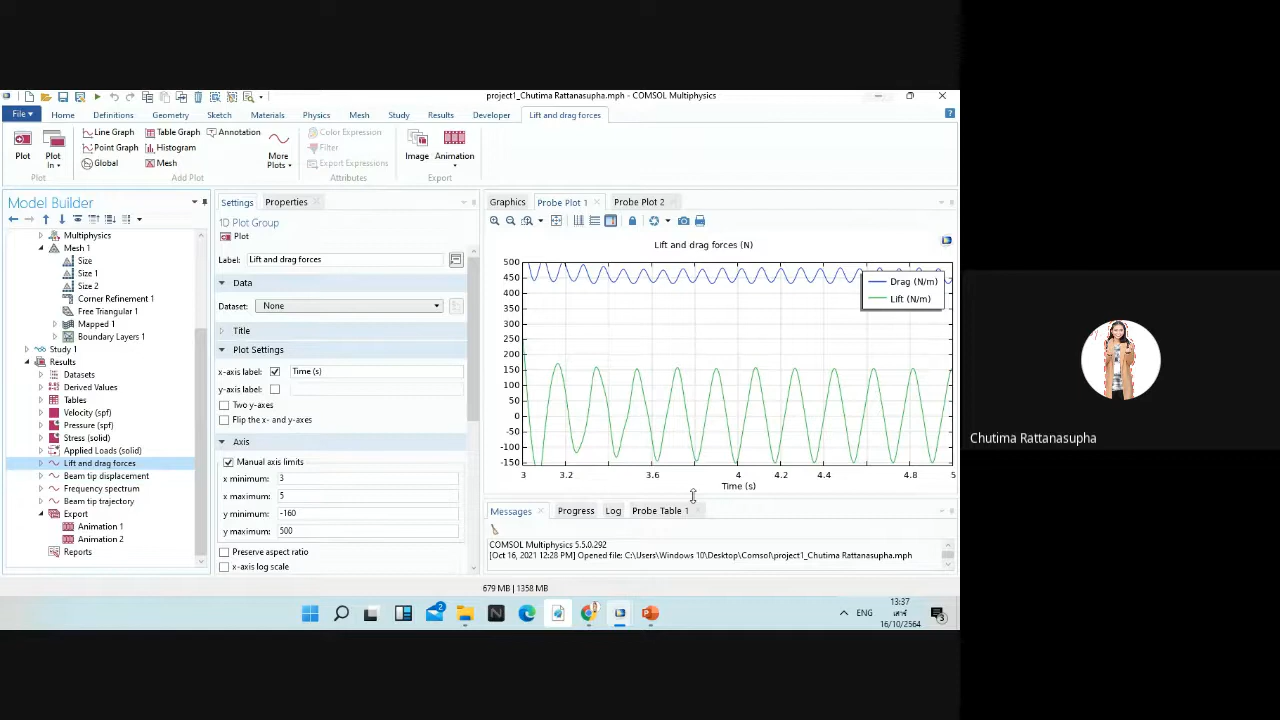 project1_Chutima Rattanasupha.mph - COMSOL Multiphysics
File
Home
Definitions
Geometry
Sketch
Materials
Physics
Mesh
Study
Results
Developer
Lift and drag forces
Plot
Plot In
Line Graph
Table Graph
Annotation
Point Graph
Histogram
Global
Mesh
More Plots
Color Expression
Filter
Export Expressions
Image
Animation
Plot
Add Plot
Attributes
Export
Model Builder
Multiphysics
Mesh 1
Size
Size 1
Size 2
Corner Refinement 1
Free Triangular 1
Mapped 1
Boundary Layers 1
Study 1
Results
Datasets
Derived Values
Tables
Velocity (spf)
Pressure (spf)
Stress (solid)
Applied Loads (solid)
Lift and drag forces
Beam tip displacement
Frequency spectrum
Beam tip trajectory
Export
Animation 1
Animation 2
Reports
Settings
Properties
1D Plot Group
Plot
Label: Lift and drag forces
Data
Dataset: None
Title
Plot Settings
x-axis label: Time (s)
y-axis label:
Two y-axes
Flip the x- and y-axes
Axis
Manual axis limits
x minimum: 3
x maximum: 5
y minimum: -160
y maximum: 500
Preserve aspect ratio
x-axis log scale
Graphics
Probe Plot 1
Probe Plot 2
Lift and drag forces (N)
500
450
400
350
300
250
200
150
100
50
0
-50
-100
-150
Drag (N/m)
Lift (N/m)
3
3.2
3.6
4
4.2
4.4
4.8
5
Time (s)
Messages
Progress
Log
Probe Table 1
COMSOL Multiphysics 5.5.0.292
[Oct 16, 2021 12:28 PM] Opened file: C:\Users\Windows 10\Desktop\Comsol\project1_Chutima Rattanasupha.mph
679 MB | 1358 MB
2
N
ENG
13:37
เสาร์
16/10/2564
3
Chutima Rattanasupha